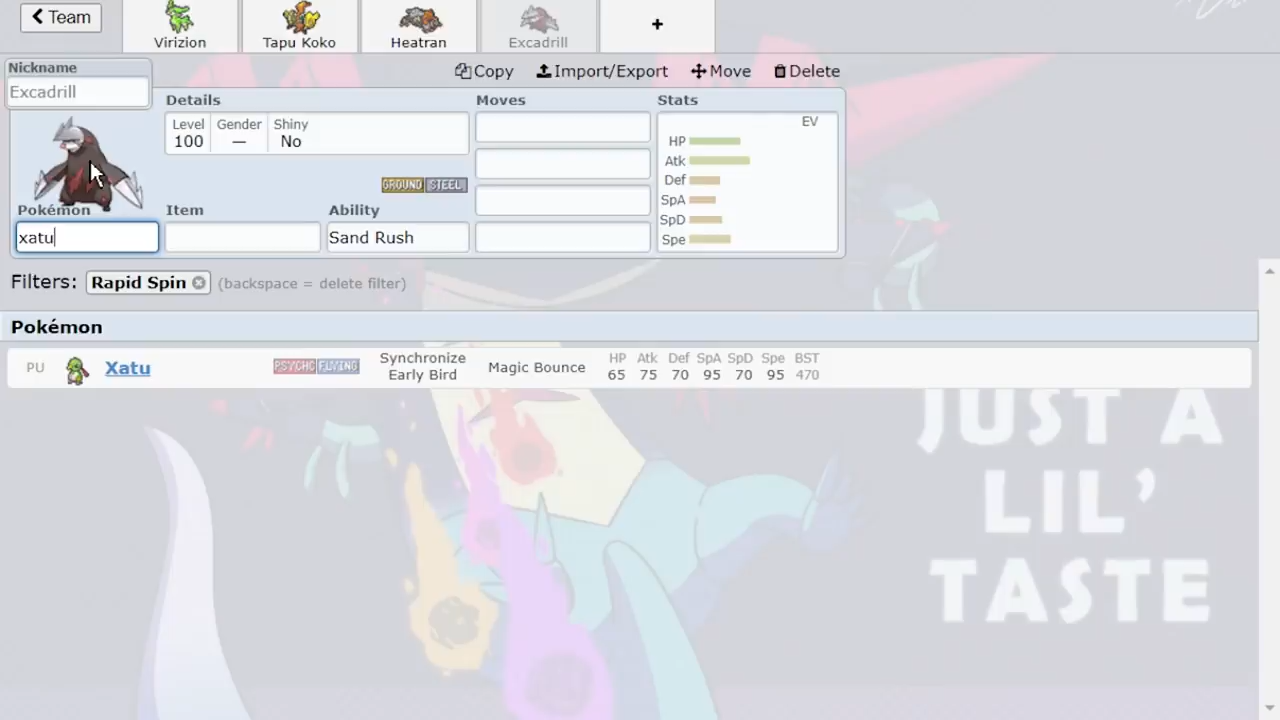 Team
Virizion
Tapu Koko
Heatran
Excadrill
+
Nickname
Excadrill
Copy
Import/Export
Move
Delete
Details
Moves
Stats
Level
Gender
Shiny
100
—
No
EV
HP
Atk
Def
SpA
SpD
Spe
GROUND STEEL
Pokémon
Item
Ability
xatu
Sand Rush
Filters: Rapid Spin (backspace = delete filter)
Pokémon
PU
Xatu
PSYCHC FLYING
Synchronize
Early Bird
Magic Bounce
HP Atk Def SpA SpD Spe BST
65 75 70 95 70 95 470
JUST A
LIL'
TASTE